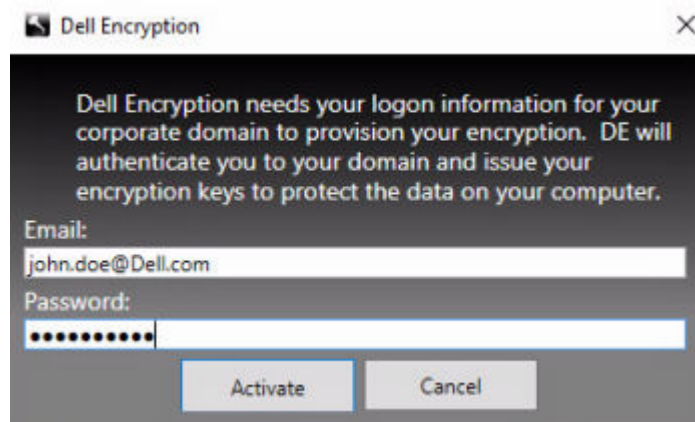 Dell Encryption
Dell Encryption needs your logon information for your
corporate domain to provision your encryption.  DE will
authenticate you to your domain and issue your
encryption keys to protect the data on your computer.
Email:
john.doe@Dell.com
Password:
••••••••••
Activate
Cancel